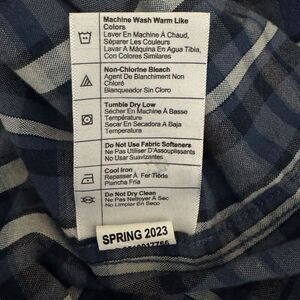 Machine Wash Warm Like
Colors
Laver En Machine À Chaud,
Séparer Les Couleurs
Lavar A Máquina En Agua Tibia,
Con Colores Similares
Non-Chlorine Bleach
Agent De Blanchiment Non
Chloré
Blanqueador Sin Cloro
Tumble Dry Low
Sécher En Machine À Basse
Température
Secar En Secadora A Baja
Temperatura
Do Not Use Fabric Softeners
Ne Pas Utiliser D'Assouplissants
No Usar Suavizantes
Cool Iron
Repasser À Fer Tiède
Plancha Fria
Do Not Dry Clean
Ne Pas Nettoyer À Sec
No Limpiar En Seco
SPRING 2023